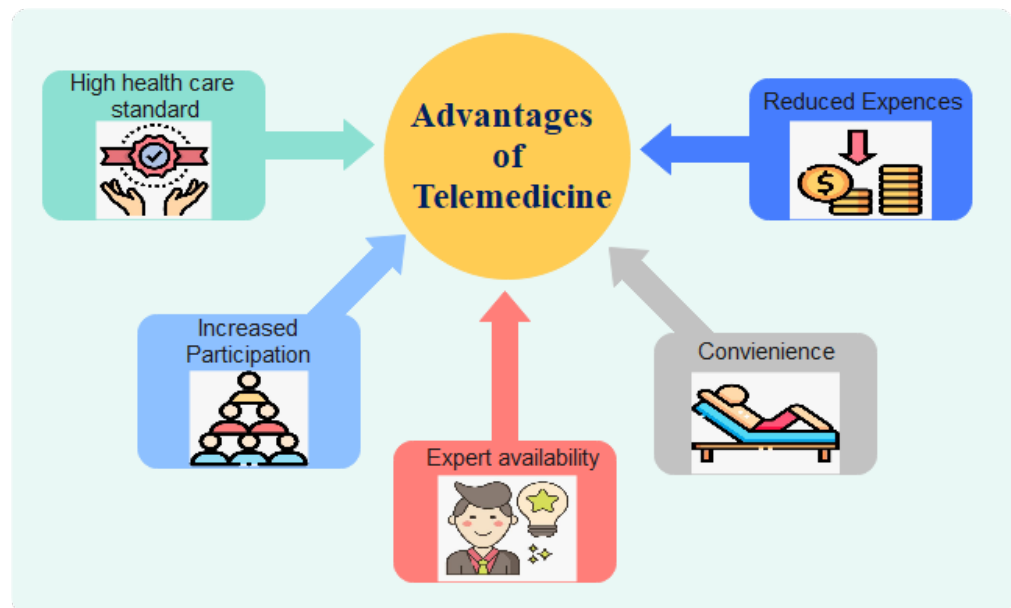 High health care
standard
Advantages
of
Telemedicine
Reduced Expences
Increased
Participation
Convienience
Expert availability
$